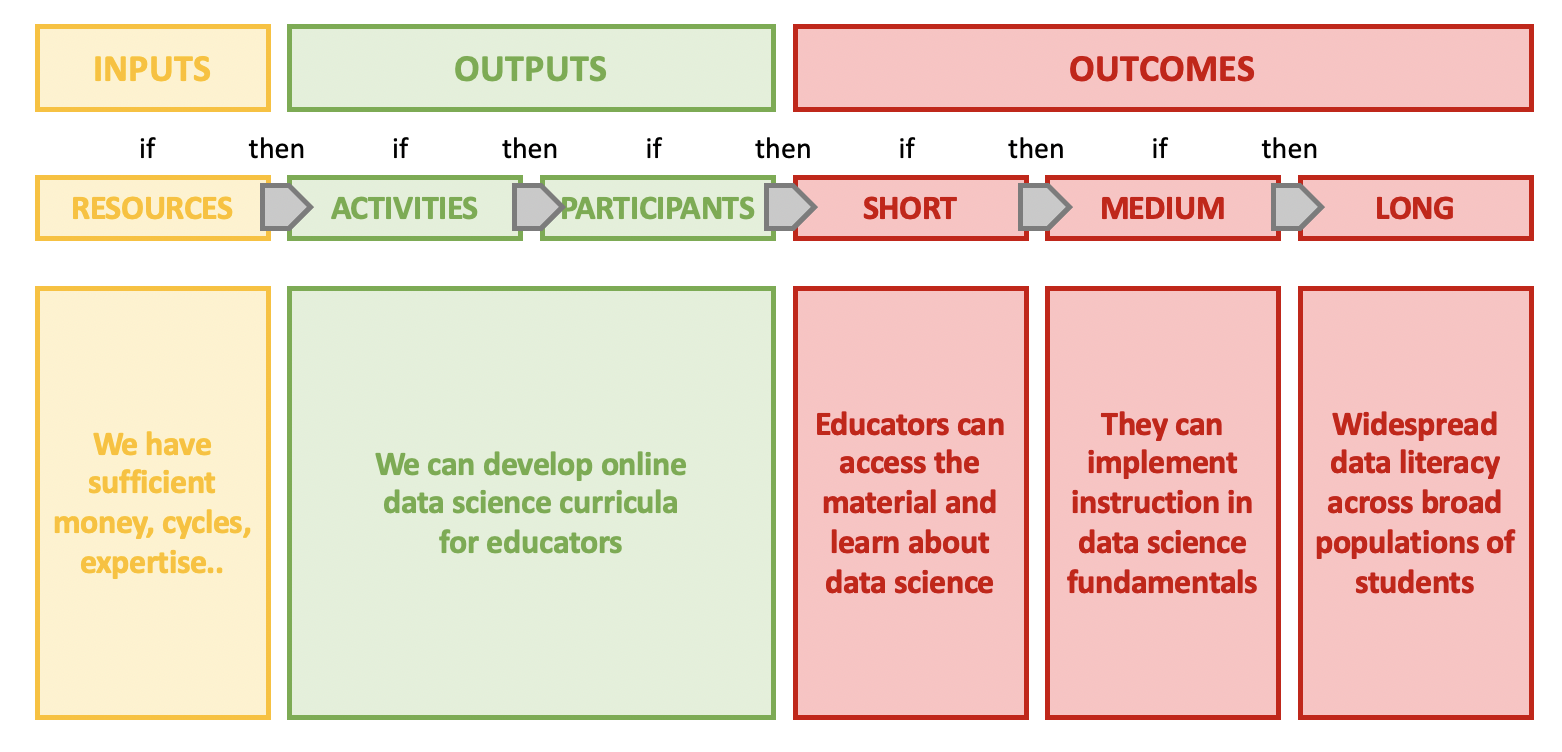 INPUTS
OUTPUTS
OUTCOMES
if then if then if then if then if then
RESOURCES
ACTIVITIES
PARTICIPANTS
SHORT
MEDIUM
LONG
We have
sufficient
money, cycles,
expertise..
We can develop online
data science curricula
for educators
Educators can
access the
material and
learn about
data science
They can
implement
instruction in
data science
fundamentals
Widespread
data literacy
across broad
populations of
students